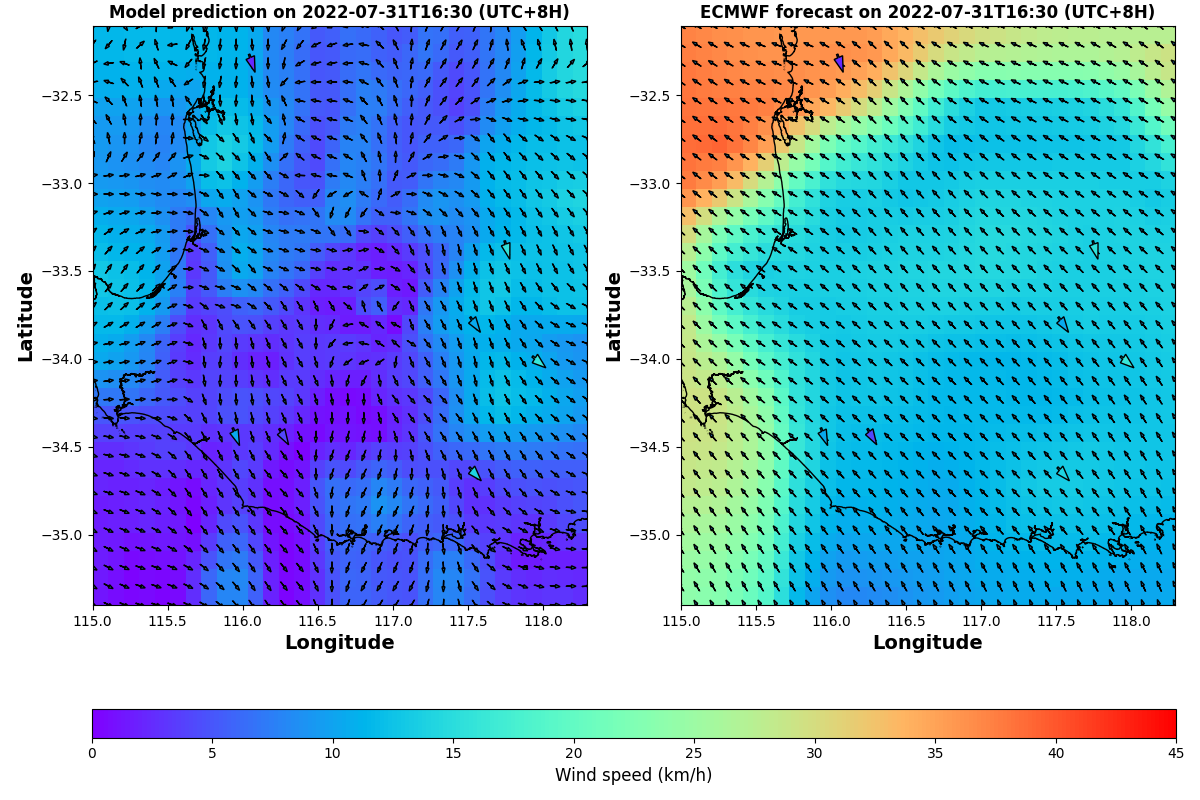 Model prediction on 2022-07-31T16:30 (UTC+8H)
ECMWF forecast on 2022-07-31T16:30 (UTC+8H)
−32.5
−33.0
−33.5
−34.0
−34.5
−35.0
Latitude
115.0 115.5 116.0 116.5 117.0 117.5 118.0
Longitude
−32.5
−33.0
−33.5
−34.0
−34.5
−35.0
Latitude
115.0 115.5 116.0 116.5 117.0 117.5 118.0
Longitude
0 5 10 15 20 25 30 35 40 45
Wind speed (km/h)